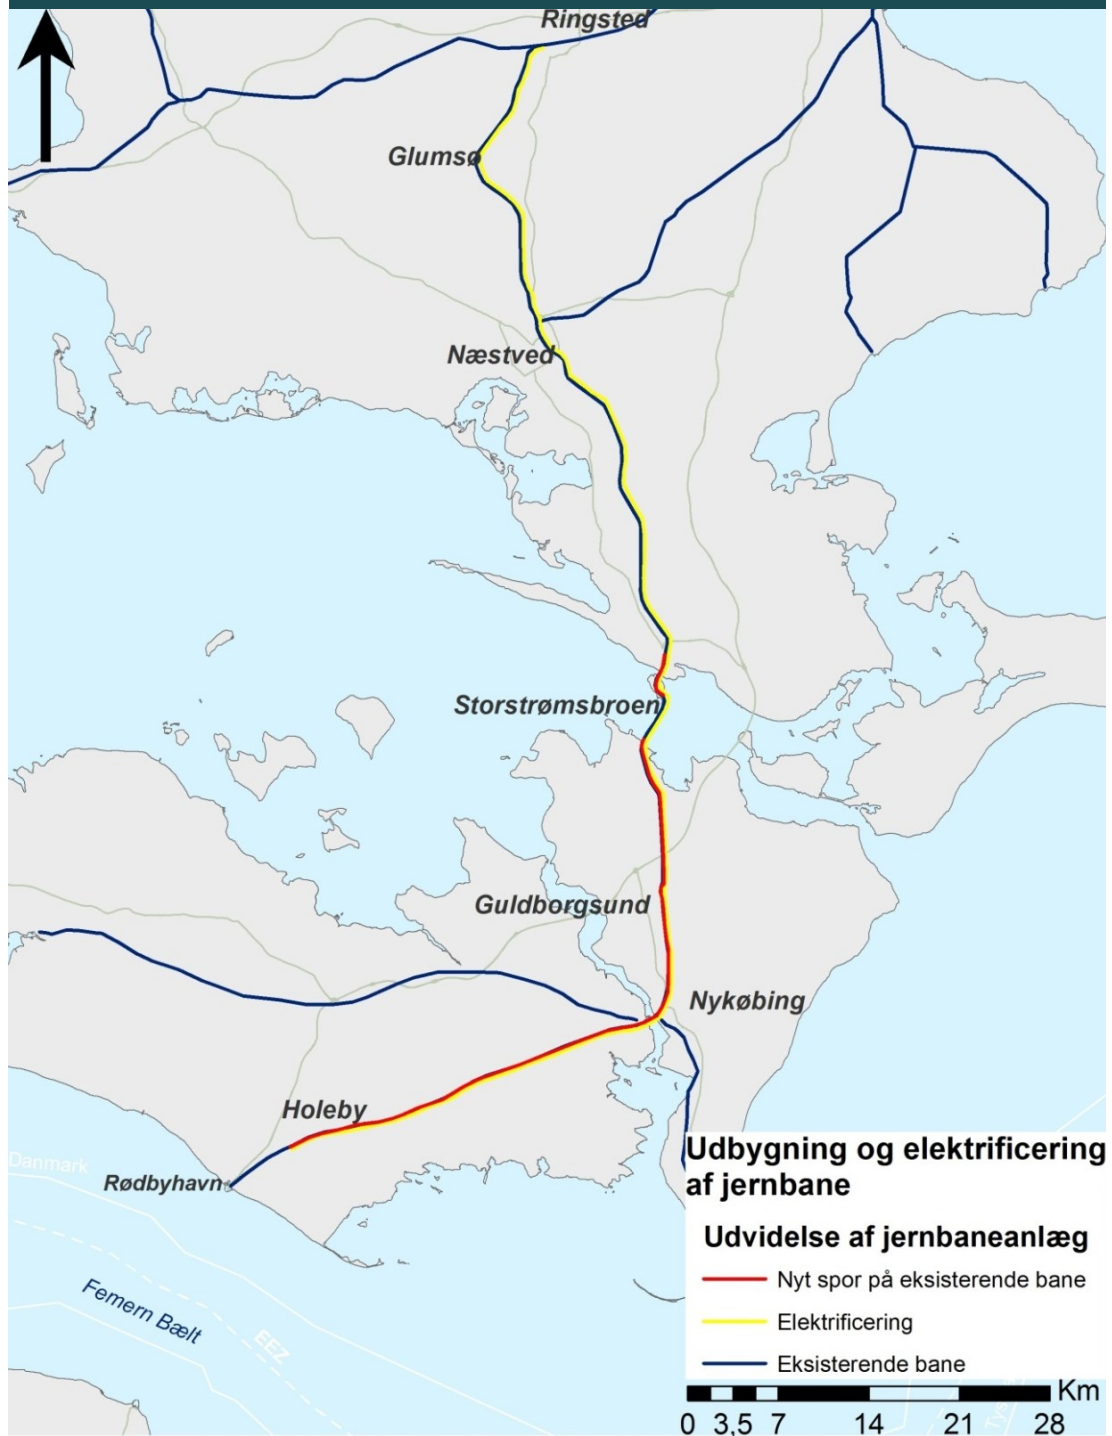 Ringsted
Glumsø
Næstved
Storstrømsbroen
Guldborgsund
Nykøbing
Holeby
Danmark
Rødbyhavn
Femern Bælt
EEZ
Udbygning og elektrificering
af jernbane
Udvidelse af jernbaneanlæg
Nyt spor på eksisterende bane
Elektrificering
Eksisterende bane
Km
0 3,5 7 14 21 28